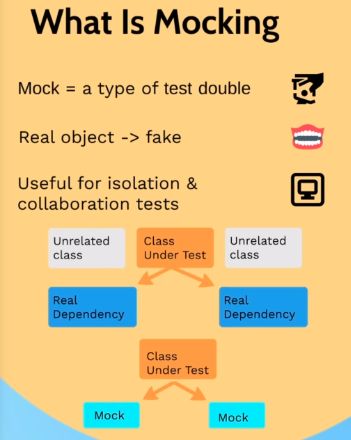 What Is Mocking
Mock = a type of test double
Real object -> fake
Useful for isolation &
collaboration tests
Unrelated
class
Class
Under Test
Unrelated
class
Real
Dependency
Real
Dependency
Class
Under Test
Mock
Mock